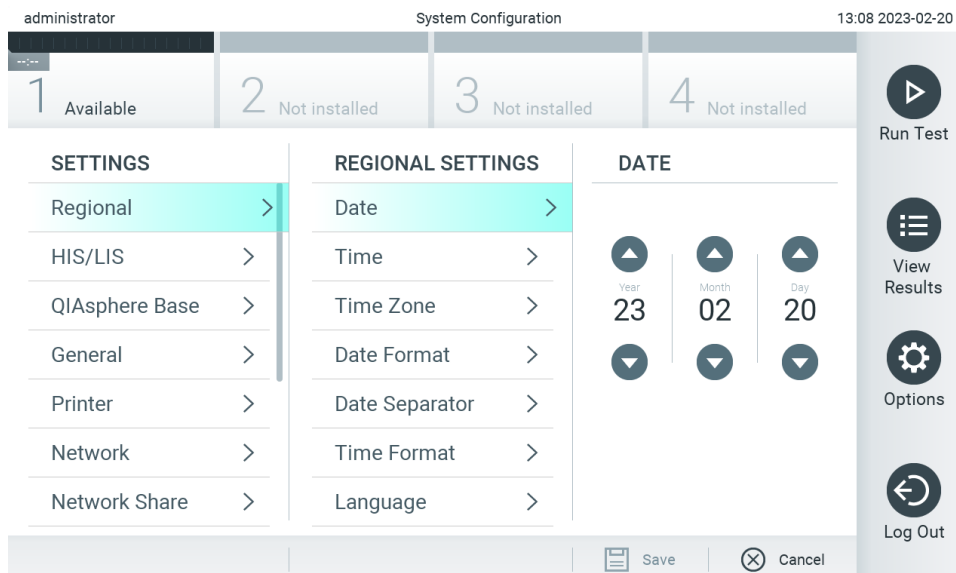 administrator
System Configuration
13:08 2023-02-20
--:--
1 Available
2 Not installed
3 Not installed
4 Not installed
Run Test
View
Results
Options
Log Out
SETTINGS
Regional
HIS/LIS
QIAsphere Base
General
Printer
Network
Network Share
REGIONAL SETTINGS
Date
Time
Time Zone
Date Format
Date Separator
Time Format
Language
DATE
Year
Month
Day
23
02
20
Save
Cancel